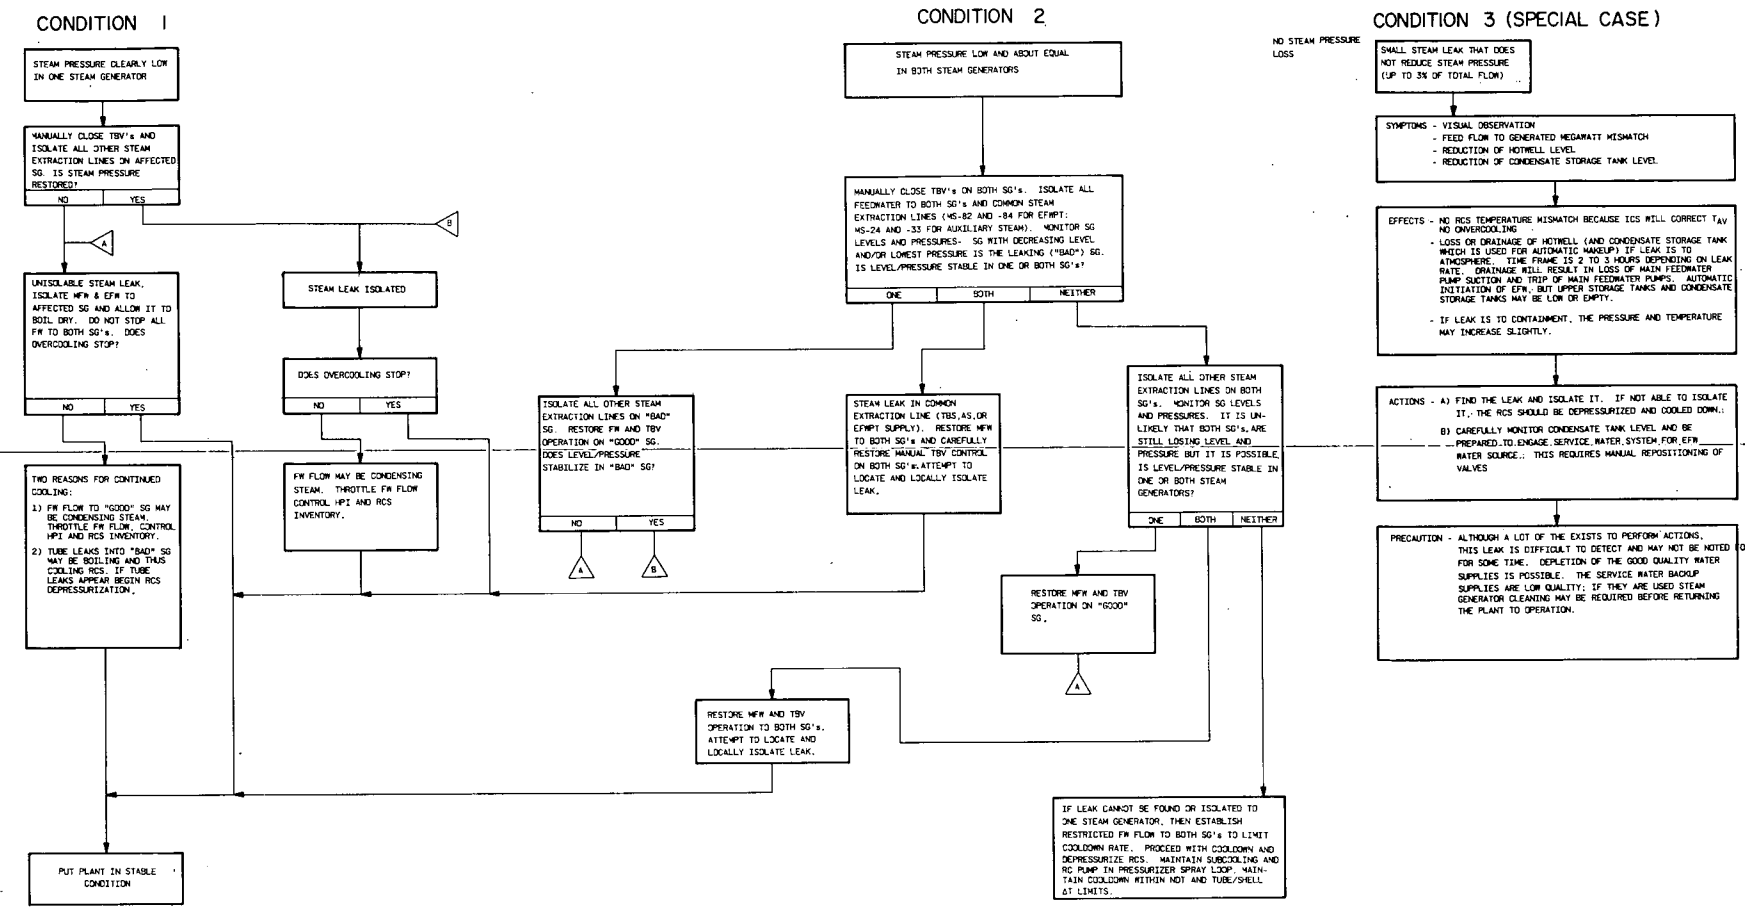 CONDITION 1
STEAM PRESSURE CLEARLY LOW
IN ONE STEAM GENERATOR
MANUALLY CLOSE TBV's AND
ISOLATE ALL OTHER STEAM
EXTRACTION LINES ON AFFECTED
SG. IS STEAM PRESSURE
RESTORED?
NO YES
A
B
UNISOLABLE STEAM LEAK,
ISOLATE MFW & EFW TO
AFFECTED SG AND ALLOW IT TO
BOIL DRY. DO NOT STOP ALL
FW TO BOTH SG's. DOES
OVERCOOLING STOP?
NO YES
STEAM LEAK ISOLATED
DOES OVERCOOLING STOP?
NO YES
TWO REASONS FOR CONTINUED
COOLING:
1) FW FLOW TO "GOOD" SG MAY
BE CONDENSING STEAM.
THROTTLE FW FLOW, CONTROL
HPI AND RCS INVENTORY.
2) TUBE LEAKS INTO "BAD" SG
MAY BE BOILING AND THUS
COOLING RCS. IF TUBE
LEAKS APPEAR BEGIN RCS
DEPRESSURIZATION.
FW FLOW MAY BE CONDENSING
STEAM. THROTTLE FW FLOW
CONTROL HPI AND RCS
INVENTORY.
PUT PLANT IN STABLE
CONDITION
CONDITION 2
STEAM PRESSURE LOW AND ABOUT EQUAL
IN BOTH STEAM GENERATORS
MANUALLY CLOSE TBV's ON BOTH SG's. ISOLATE ALL
FEEDWATER TO BOTH SG's AND COMMON STEAM
EXTRACTION LINES (MS-82 AND -84 FOR EFWPT:
MS-24 AND -33 FOR AUXILIARY STEAM). MONITOR SG
LEVELS AND PRESSURES- SG WITH DECREASING LEVEL
AND/OR LOWEST PRESSURE IS THE LEAKING ("BAD") SG.
IS LEVEL/PRESSURE STABLE IN ONE OR BOTH SG's?
ONE BOTH NEITHER
ISOLATE ALL OTHER STEAM
EXTRACTION LINES ON "BAD"
SG. RESTORE FW AND TBV
OPERATION ON "GOOD" SG.
DOES LEVEL/PRESSURE
STABILIZE IN "BAD" SG?
NO YES
A B
STEAM LEAK IN COMMON
EXTRACTION LINE (TBS,AS,OR
EFWPT SUPPLY). RESTORE MFW
TO BOTH SG's AND CAREFULLY
RESTORE MANUAL TBV CONTROL
ON BOTH SG's.ATTEMPT TO
LOCATE AND LOCALLY ISOLATE
LEAK.
ISOLATE ALL OTHER STEAM
EXTRACTION LINES ON BOTH
SG's. MONITOR SG LEVELS
AND PRESSURES. IT IS UN-
LIKELY THAT BOTH SG's.ARE
STILL LOSING LEVEL AND
PRESSURE BUT IT IS POSSIBLE.
IS LEVEL/PRESSURE STABLE IN
ONE OR BOTH STEAM
GENERATORS?
ONE BOTH NEITHER
RESTORE MFW AND TBV
OPERATION ON "GOOD"
SG.
A
RESTORE MFW AND TBV
OPERATION TO BOTH SG's.
ATTEMPT TO LOCATE AND
LOCALLY ISOLATE LEAK.
IF LEAK CANNOT BE FOUND OR ISOLATED TO
ONE STEAM GENERATOR, THEN ESTABLISH
RESTRICTED FW FLOW TO BOTH SG's TO LIMIT
COOLDOWN RATE. PROCEED WITH COOLDOWN AND
DEPRESSURIZE RCS. MAINTAIN SUBCOOLING AND
RC PUMP IN PRESSURIZER SPRAY LOOP. MAIN-
TAIN COOLDOWN WITHIN NDT AND TUBE/SHELL
ΔT LIMITS.
CONDITION 3 (SPECIAL CASE)
NO STEAM PRESSURE
LOSS
SMALL STEAM LEAK THAT DOES
NOT REDUCE STEAM PRESSURE
(UP TO 3% OF TOTAL FLOW)
SYMPTOMS - VISUAL OBSERVATION
- FEED FLOW TO GENERATED MEGAWATT MISMATCH
- REDUCTION OF HOTWELL LEVEL
- REDUCTION OF CONDENSATE STORAGE TANK LEVEL
EFFECTS - NO RCS TEMPERATURE MISMATCH BECAUSE ICS WILL CORRECT TAV
NO OVERCOOLING
- LOSS OR DRAINAGE OF HOTWELL (AND CONDENSATE STORAGE TANK
WHICH IS USED FOR AUTOMATIC MAKEUP) IF LEAK IS TO
ATMOSPHERE. TIME FRAME IS 2 TO 3 HOURS DEPENDING ON LEAK
RATE. DRAINAGE WILL RESULT IN LOSS OF MAIN FEEDWATER
PUMP SUCTION AND TRIP OF MAIN FEEDWATER PUMPS. AUTOMATIC
INITIATION OF EFW, BUT UPPER STORAGE TANKS AND CONDENSATE
STORAGE TANKS MAY BE LOW OR EMPTY.
- IF LEAK IS TO CONTAINMENT, THE PRESSURE AND TEMPERATURE
MAY INCREASE SLIGHTLY.
ACTIONS - A) FIND THE LEAK AND ISOLATE IT. IF NOT ABLE TO ISOLATE
IT, THE RCS SHOULD BE DEPRESSURIZED AND COOLED DOWN.
B) CAREFULLY MONITOR CONDENSATE TANK LEVEL AND BE
PREPARED TO ENGAGE SERVICE WATER SYSTEM FOR EFW
WATER SOURCE. THIS REQUIRES MANUAL REPOSITIONING OF
VALVES
PRECAUTION - ALTHOUGH A LOT OF THE EXISTS TO PERFORM ACTIONS,
THIS LEAK IS DIFFICULT TO DETECT AND MAY NOT BE NOTED
FOR SOME TIME. DEPLETION OF THE GOOD QUALITY WATER
SUPPLIES IS POSSIBLE. THE SERVICE WATER BACKUP
SUPPLIES ARE LOW QUALITY; IF THEY ARE USED STEAM
GENERATOR CLEANING MAY BE REQUIRED BEFORE RETURNING
THE PLANT TO OPERATION.